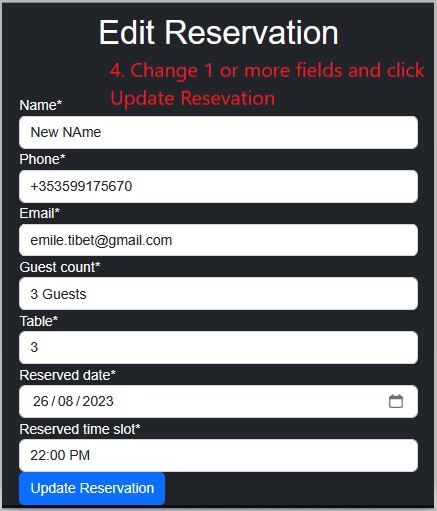 Edit Reservation
4. Change 1 or more fields and click
Update Resevation
Name*
New NAme
Phone*
+353599175670
Email*
emile.tibet@gmail.com
Guest count*
3 Guests
Table*
3
Reserved date*
26/08/2023
Reserved time slot*
22:00 PM
Update Reservation